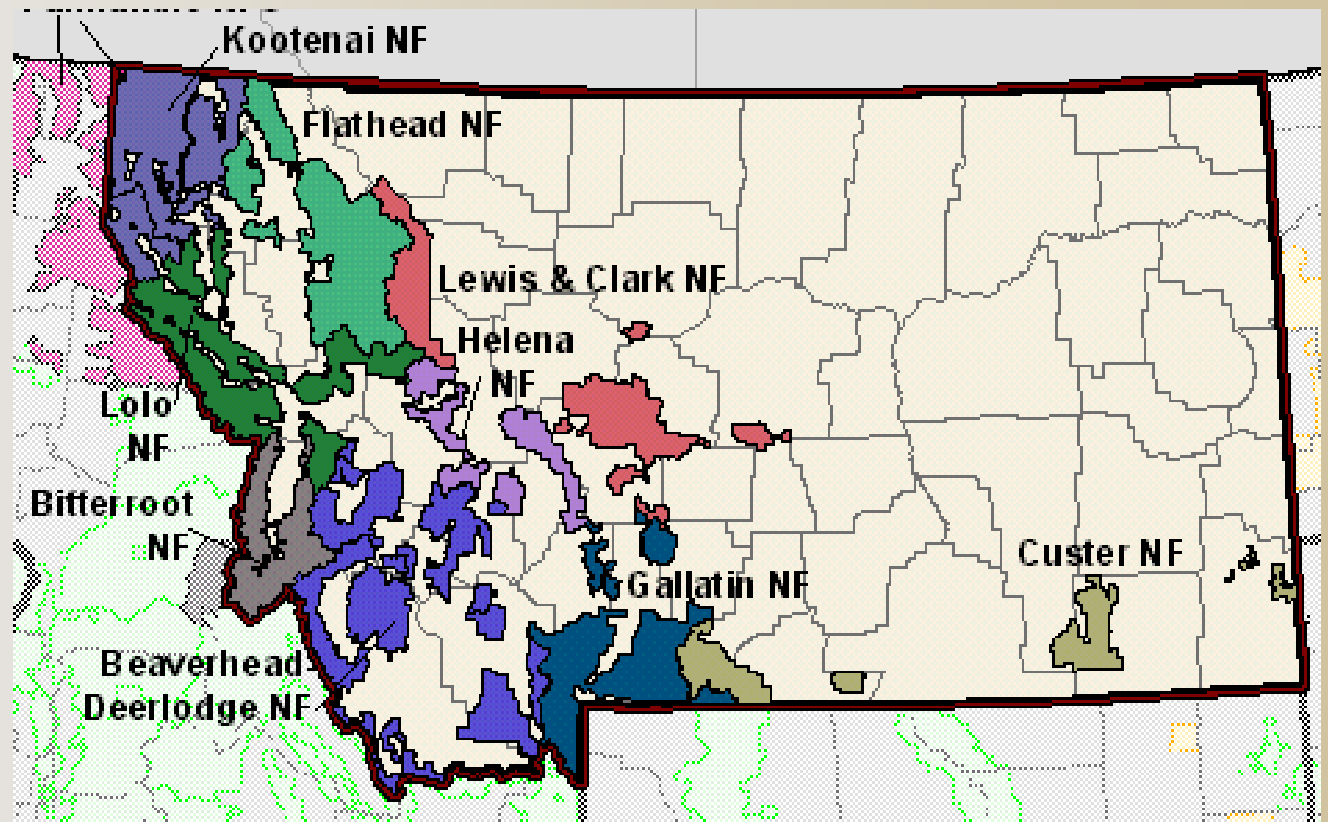 Kootenai NF
Flathead NF
Lewis & Clark NF
Helena
NF
Lolo
NF
Bitterroot
NF
Custer NF
Gallatin NF
Beaverhead
Deerlodge NF